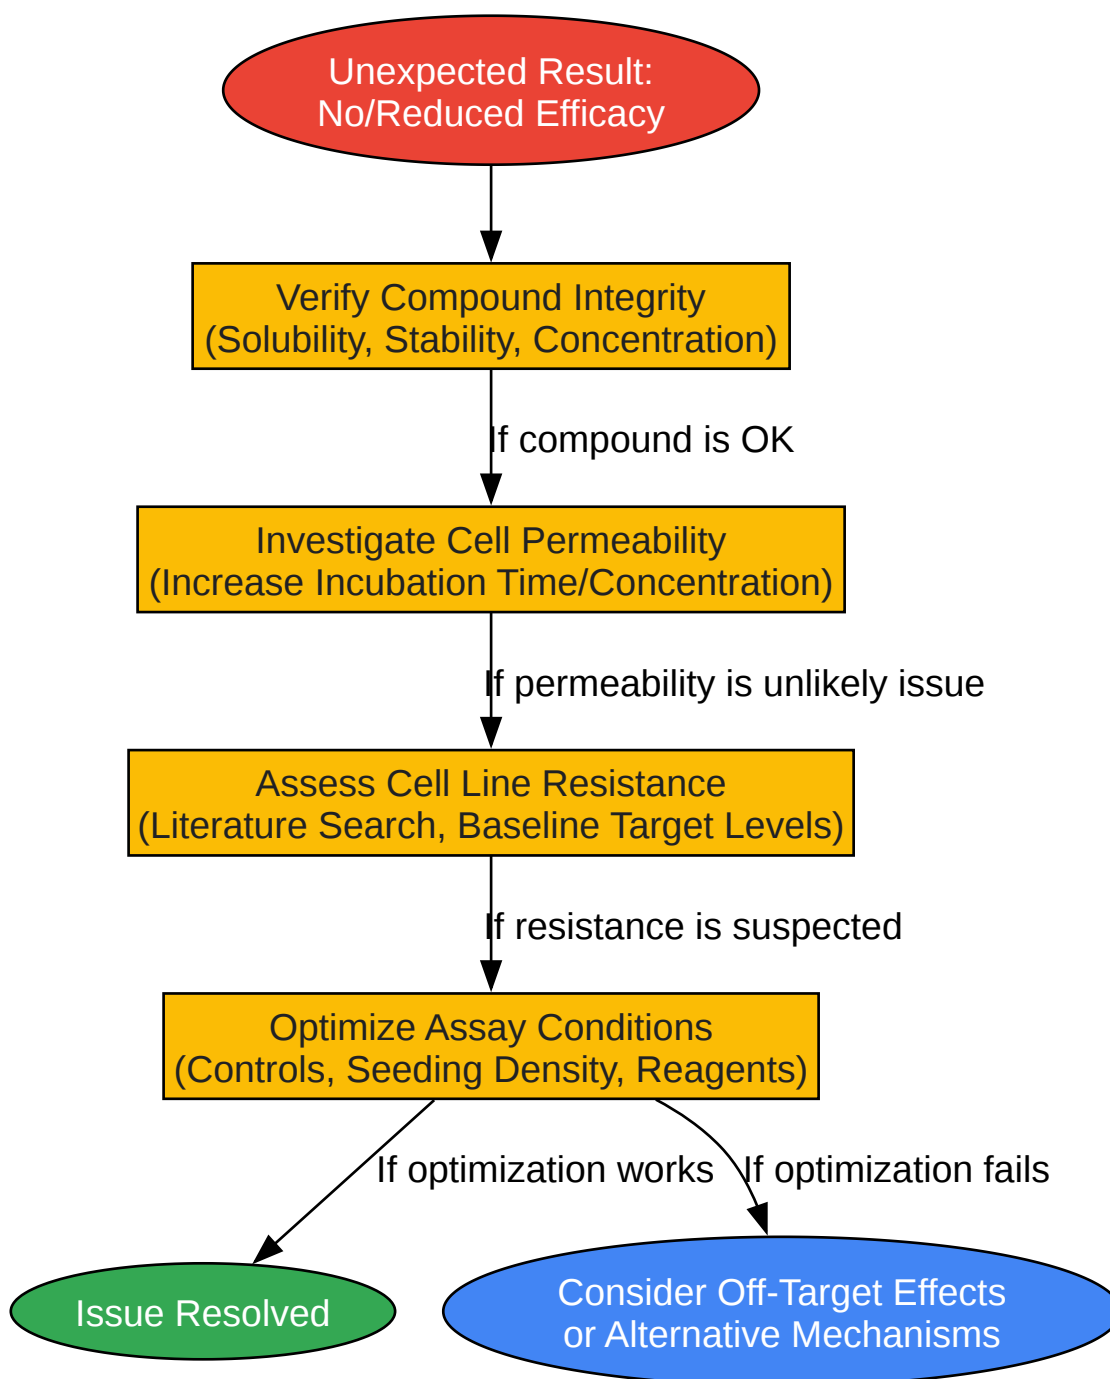 Unexpected Result:
No/Reduced Efficacy
Verify Compound Integrity
(Solubility, Stability, Concentration)
If compound is OK
Investigate Cell Permeability
(Increase Incubation Time/Concentration)
If permeability is unlikely issue
Assess Cell Line Resistance
(Literature Search, Baseline Target Levels)
If resistance is suspected
Optimize Assay Conditions
(Controls, Seeding Density, Reagents)
If optimization works
If optimization fails
Issue Resolved
Consider Off-Target Effects
or Alternative Mechanisms